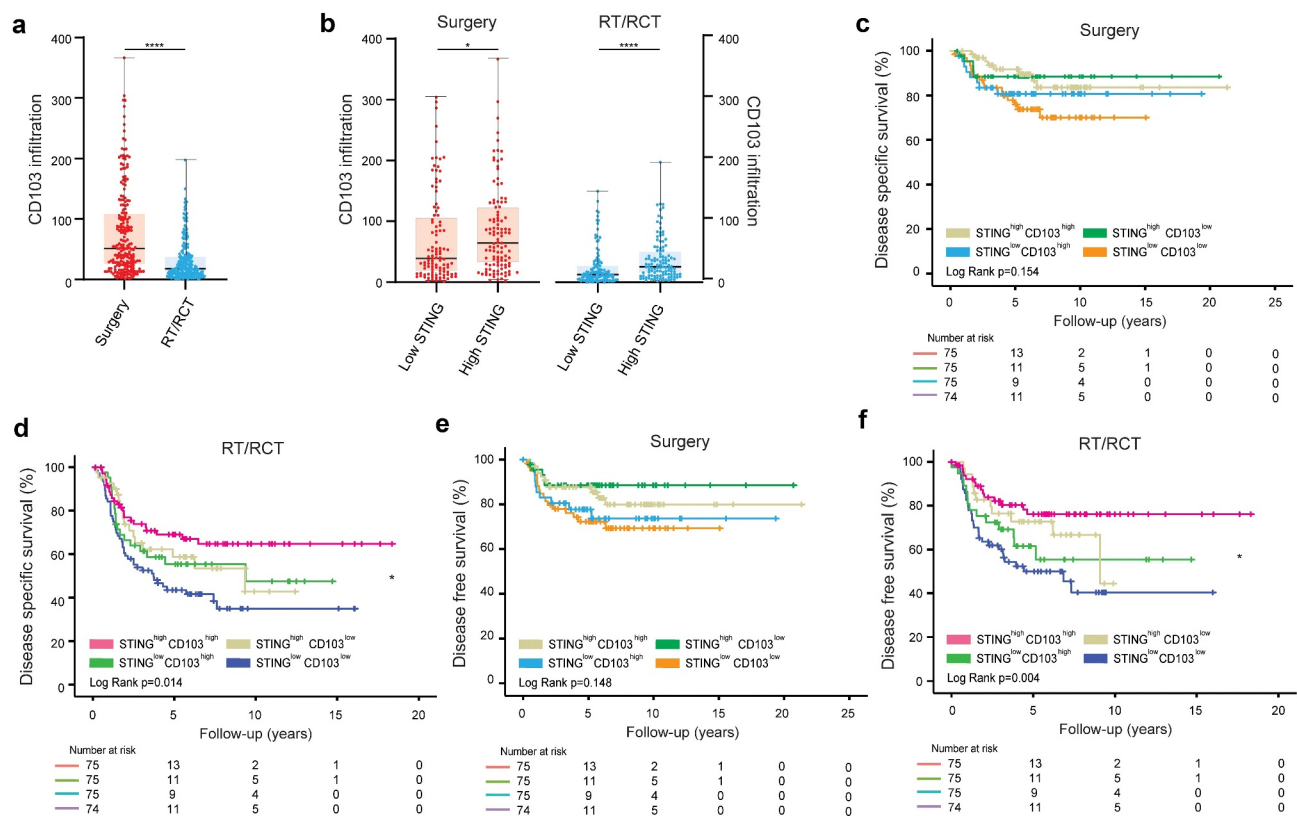 a
CD103 infiltration
400
300
200
100
0
****
Surgery
RT/RCT
b
Surgery
RT/RCT
CD103 infiltration
400
300
200
100
0
*
****
400
300
200
100
0
CD103 infiltration
Low STING
High STING
Low STING
High STING
c
Surgery
Disease specific survival (%)
100
80
60
40
20
0
STINGhighCD103high
STINGhigh CD103low
STINGlowCD103high
STINGlowCD103low
Log Rank p=0.154
0 5 10 15 20 25
Follow-up (years)
Number at risk
75 13 2 1 0 0
75 11 5 1 0 0
75 9 4 0 0 0
74 11 5 0 0 0
d
RT/RCT
Disease specific survival (%)
100
80
60
40
20
0
*
STINGhighCD103high
STINGhighCD103low
STINGlowCD103high
STINGlowCD103low
Log Rank p=0.014
0 5 10 15 20
Follow-up (years)
Number at risk
75 13 2 1 0
75 11 5 1 0
75 9 4 0 0
74 11 5 0 0
e
Surgery
Disease free survival (%)
100
80
60
40
20
0
STINGhighCD103high
STINGhigh CD103low
STINGlowCD103high
STINGlow CD103low
Log Rank p=0.148
0 5 10 15 20 25
Follow-up (years)
Number at risk
75 13 2 1 0 0
75 11 5 1 0 0
75 9 4 0 0 0
74 11 5 0 0 0
f
RT/RCT
Disease free survival (%)
100
80
60
40
20
0
*
STINGhighCD103high
STINGhighCD103low
STINGlowCD103high
STINGlowCD103low
Log Rank p=0.004
0 5 10 15 20
Follow-up (years)
Number at risk
75 13 2 1 0
75 11 5 1 0
75 9 4 0 0
74 11 5 0 0